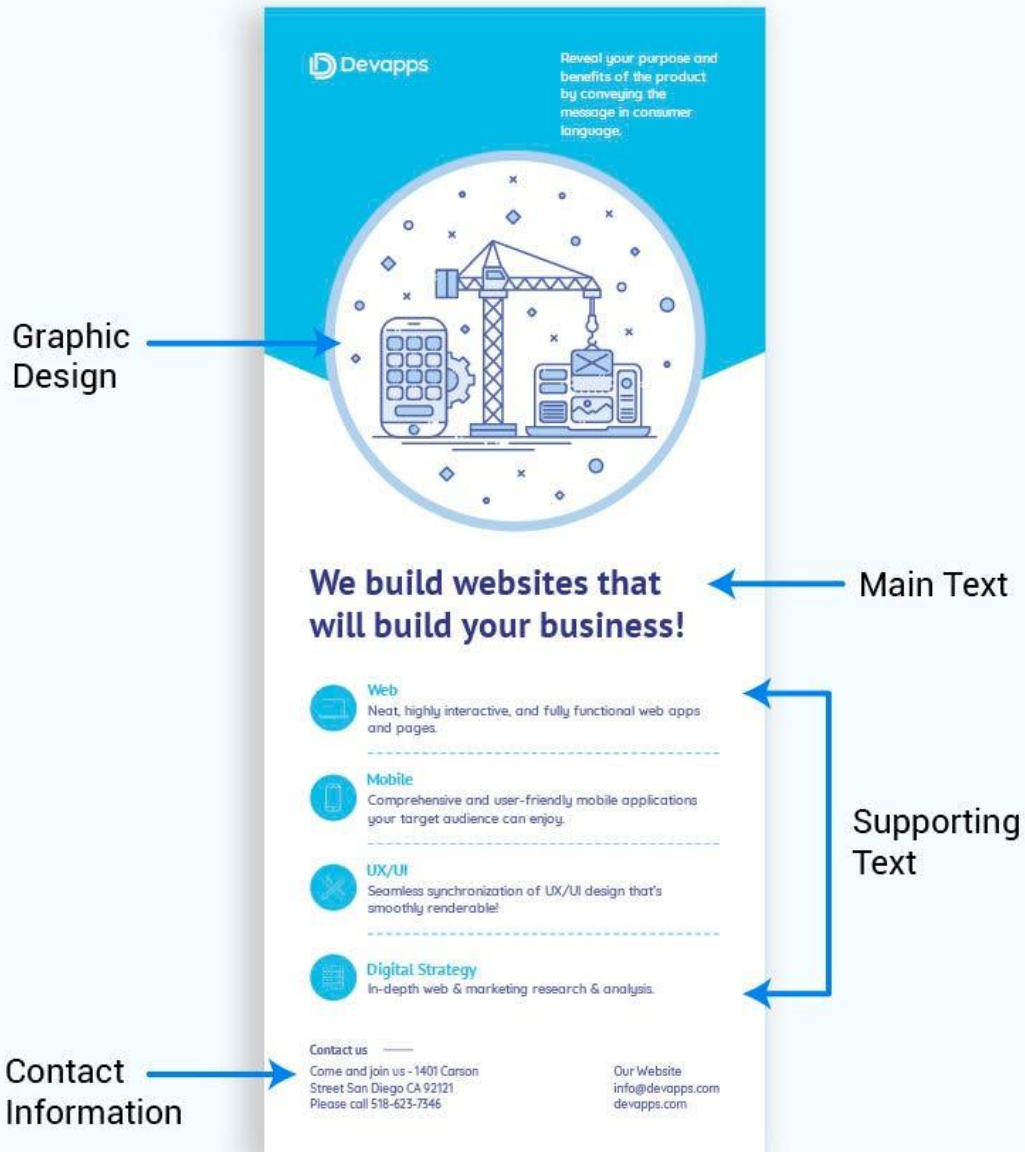 Devapps
Reveal your purpose and
benefits of the product
by conveying the
message in consumer
language.
Graphic
Design
We build websites that
will build your business!
Main Text
Web
Neat, highly interactive, and fully functional web apps
and pages.
Mobile
Comprehensive and user-friendly mobile applications
your target audience can enjoy.
UX/UI
Seamless synchronization of UX/UI design that's
smoothly renderable!
Digital Strategy
In-depth web & marketing research & analysis.
Supporting
Text
Contact
Information
Contact us
Come and join us - 1401 Carson
Street San Diego CA 92121
Please call 518-623-7346
Our Website
info@devapps.com
devapps.com